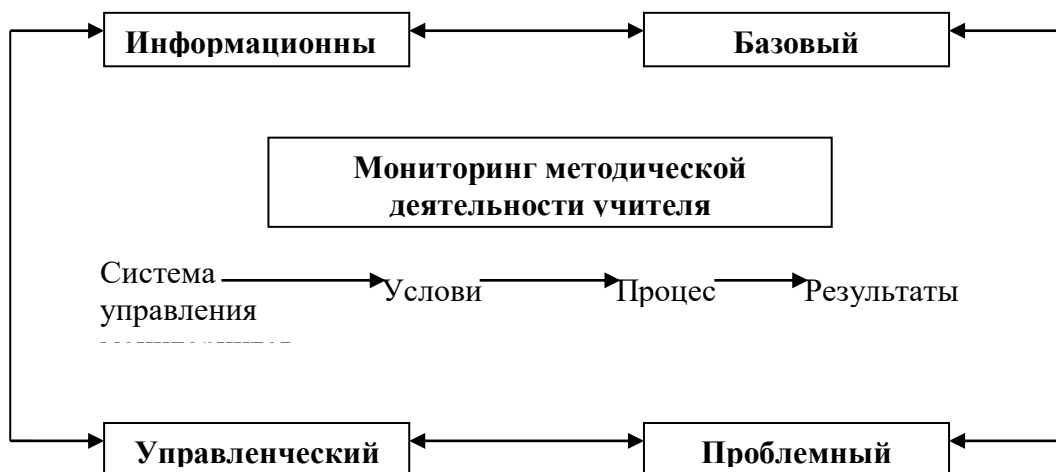 Информационны
Базовый
Мониторинг методической
деятельности учителя
Система
управления
Услови
Процес
Результаты
Управленческий
Проблемный